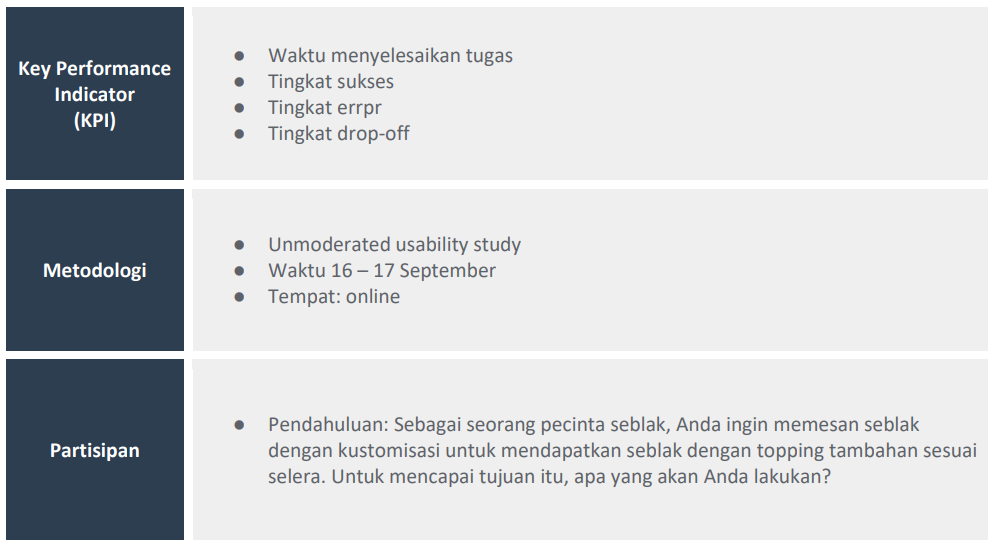 Key Performance
Indicator
(KPI)
● Waktu menyelesaikan tugas
● Tingkat sukses
● Tingkat errpr
● Tingkat drop-off
Metodologi
● Unmoderated usability study
● Waktu 16 – 17 September
● Tempat: online
Partisipan
● Pendahuluan: Sebagai seorang pecinta seblak, Anda ingin memesan seblak
dengan kustomisasi untuk mendapatkan seblak dengan topping tambahan sesuai
selera. Untuk mencapai tujuan itu, apa yang akan Anda lakukan?